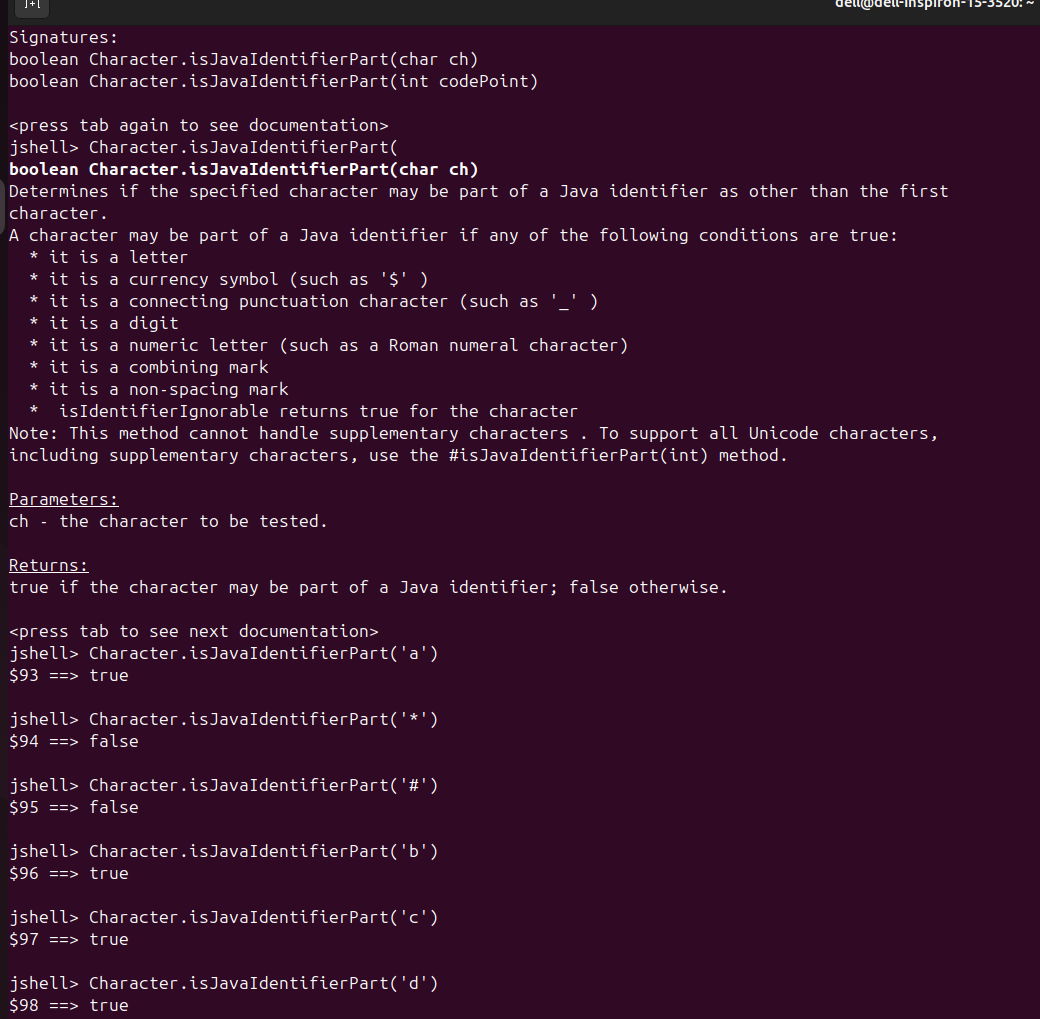 dell@dell-Inspiron-15-3520: ~
Signatures:
boolean Character.isJavaIdentifierPart(char ch)
boolean Character.isJavaIdentifierPart(int codePoint)
<press tab again to see documentation>
jshell> Character.isJavaIdentifierPart(
boolean Character.isJavaIdentifierPart(char ch)
Determines if the specified character may be part of a Java identifier as other than the first
character.
A character may be part of a Java identifier if any of the following conditions are true:
  * it is a letter
  * it is a currency symbol (such as '$' )
  * it is a connecting punctuation character (such as '_' )
  * it is a digit
  * it is a numeric letter (such as a Roman numeral character)
  * it is a combining mark
  * it is a non-spacing mark
  *  isIdentifierIgnorable returns true for the character
Note: This method cannot handle supplementary characters . To support all Unicode characters,
including supplementary characters, use the #isJavaIdentifierPart(int) method.
Parameters:
ch - the character to be tested.
Returns:
true if the character may be part of a Java identifier; false otherwise.
<press tab to see next documentation>
jshell> Character.isJavaIdentifierPart('a')
$93 ==> true
jshell> Character.isJavaIdentifierPart('*')
$94 ==> false
jshell> Character.isJavaIdentifierPart('#')
$95 ==> false
jshell> Character.isJavaIdentifierPart('b')
$96 ==> true
jshell> Character.isJavaIdentifierPart('c')
$97 ==> true
jshell> Character.isJavaIdentifierPart('d')
$98 ==> true